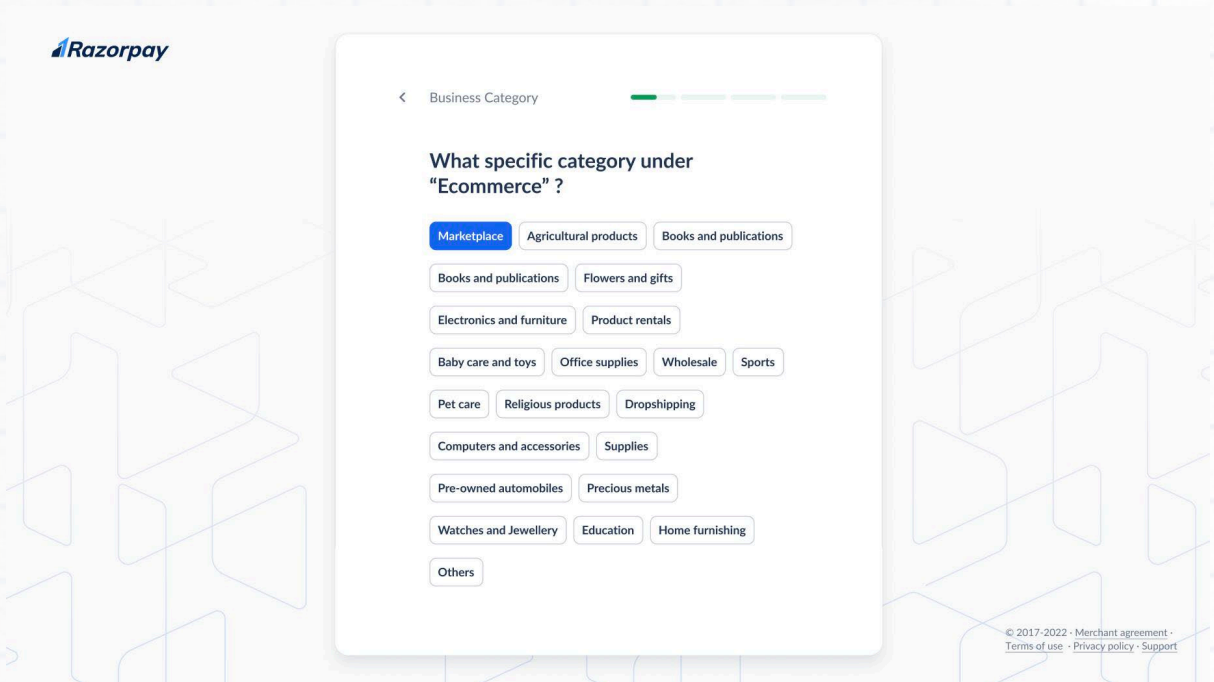 Razorpay
Business Category
What specific category under
“Ecommerce” ?
Marketplace Agricultural products Books and publications
Books and publications Flowers and gifts
Electronics and furniture Product rentals
Baby care and toys Office supplies Wholesale Sports
Pet care Religious products Dropshipping
Computers and accessories Supplies
Pre-owned automobiles Precious metals
Watches and Jewellery Education Home furnishing
Others
© 2017-2022 · Merchant agreement ·
Terms of use · Privacy policy · Support